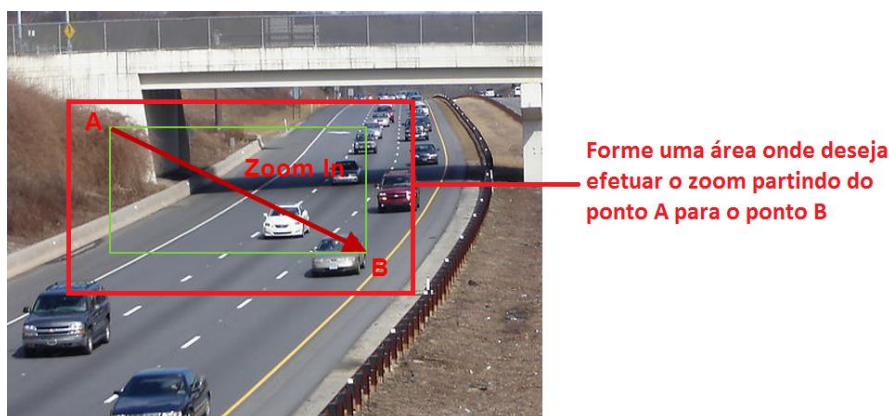 A
Zoom In
B
Forme uma área onde deseja
efetuar o zoom partindo do
ponto A para o ponto B